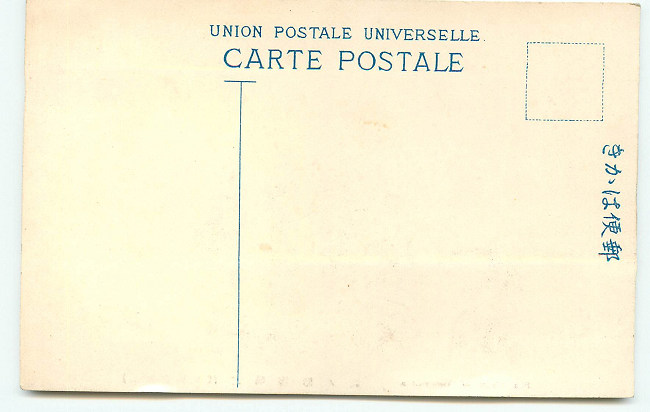 UNION POSTALE UNIVERSELLE.
CARTE POSTALE
郵便はかき